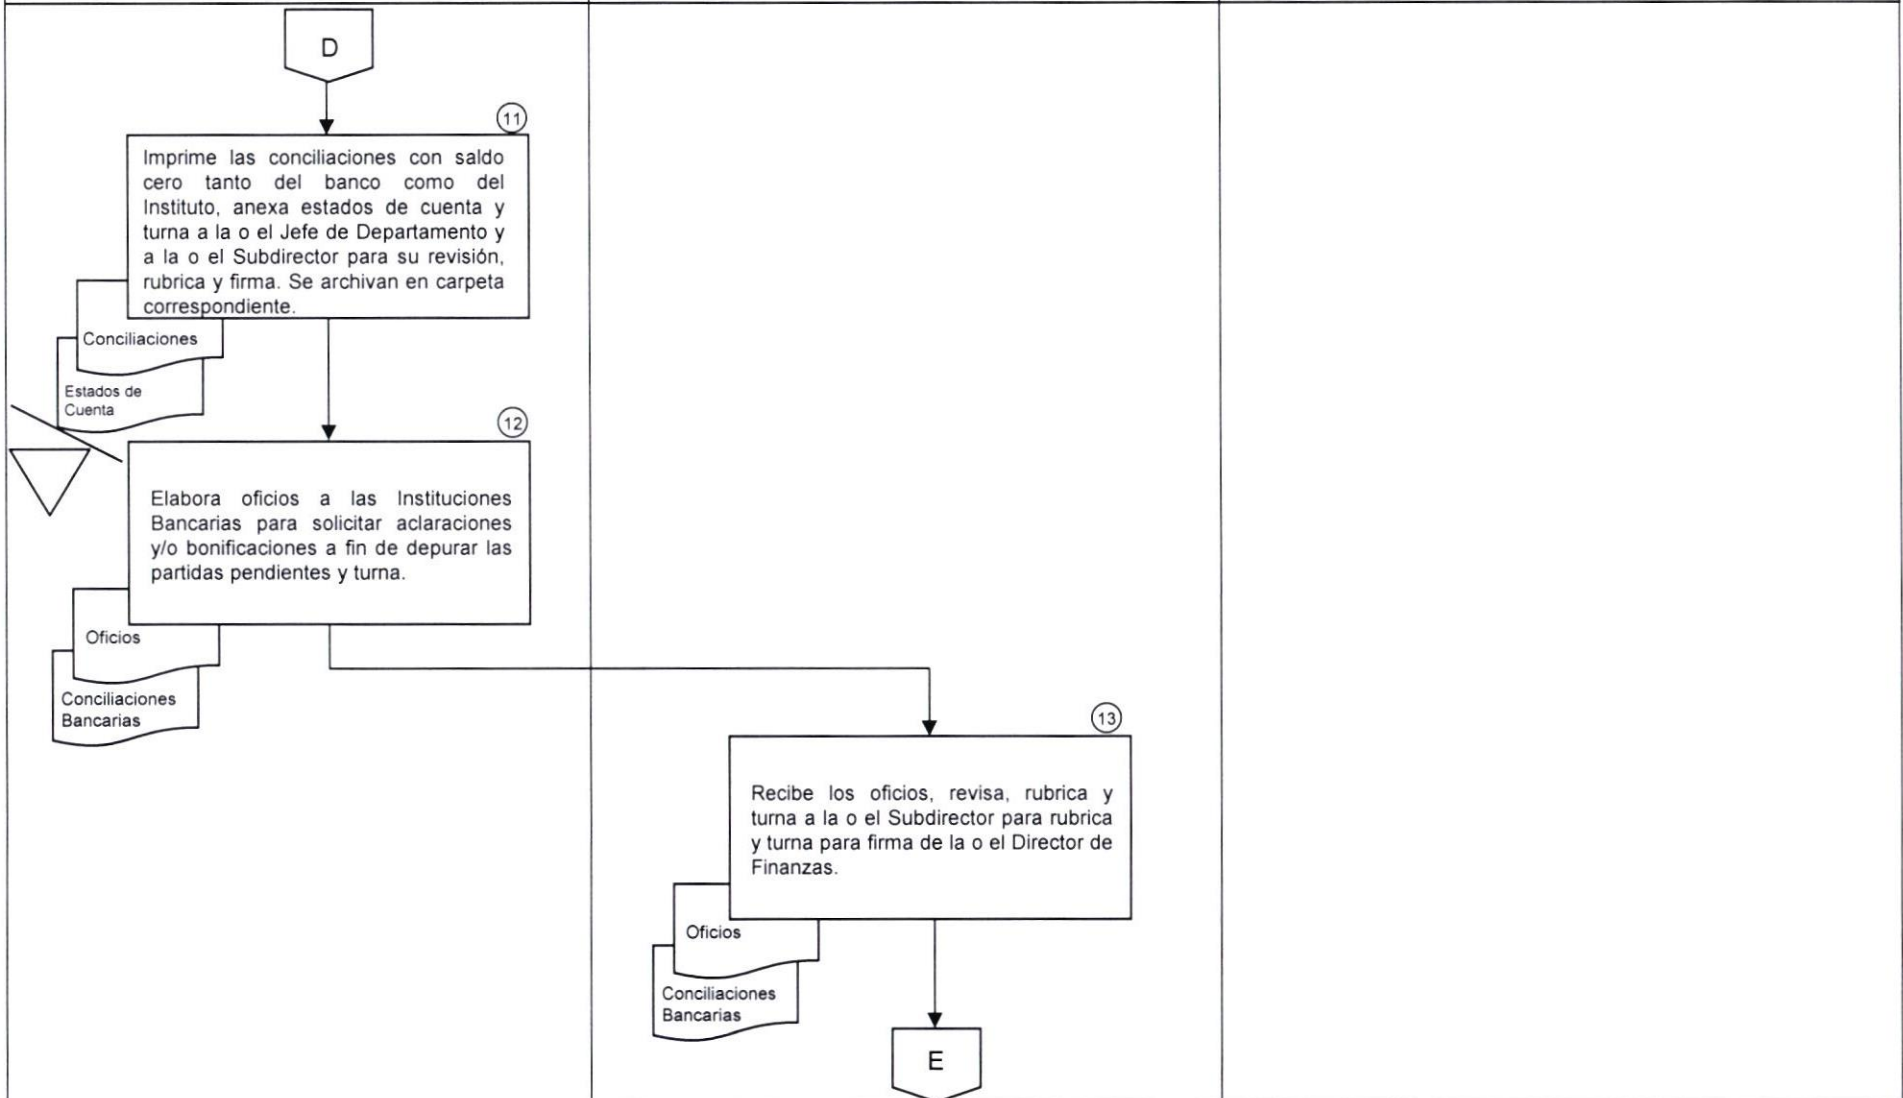 D
11
Imprime las conciliaciones con saldo
cero tanto del banco como del
Instituto, anexa estados de cuenta y
turna a la o el Jefe de Departamento y
a la o el Subdirector para su revisión,
rubrica y firma. Se archivan en carpeta
correspondiente.
Conciliaciones
Estados de
Cuenta
12
Elabora oficios a las Instituciones
Bancarias para solicitar aclaraciones
y/o bonificaciones a fin de depurar las
partidas pendientes y turna.
Oficios
Conciliaciones
Bancarias
13
Recibe los oficios, revisa, rubrica y
turna a la o el Subdirector para rubrica
y turna para firma de la o el Director de
Finanzas.
Oficios
Conciliaciones
Bancarias
E